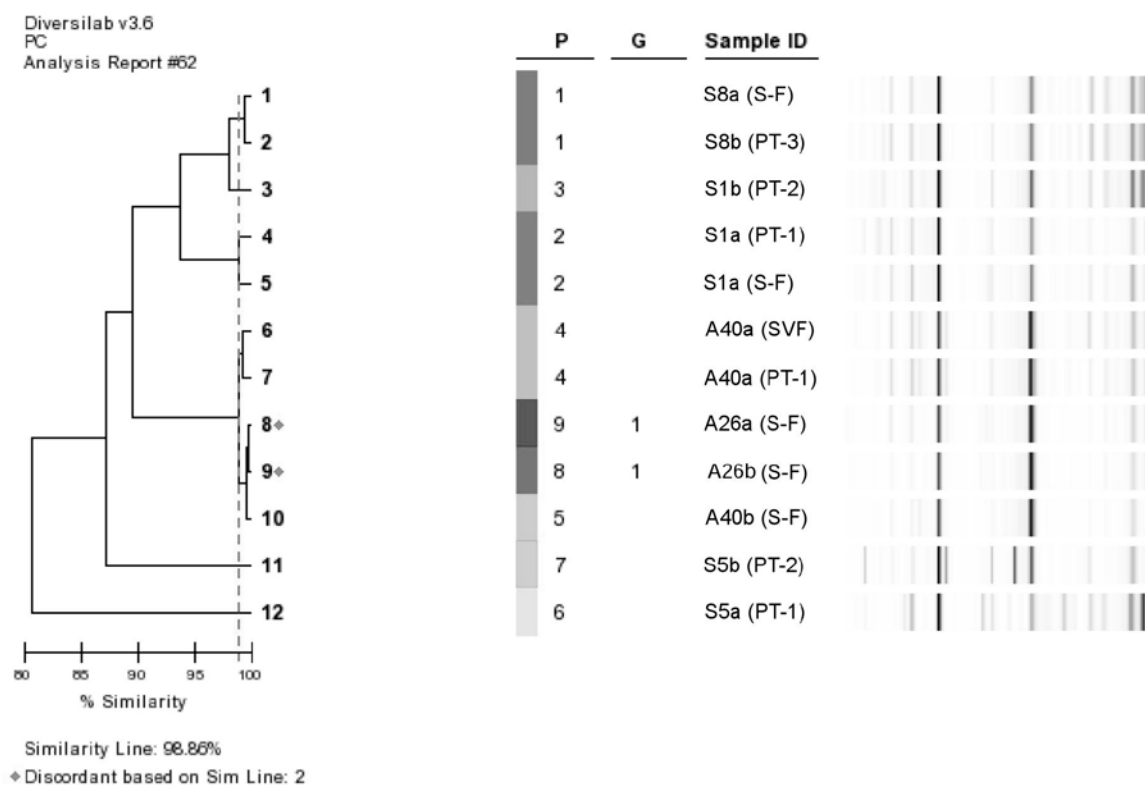 Diversilab v3.6
PC
Analysis Report #62
P G Sample ID
1 1 S8a (S-F)
2 1 S8b (PT-3)
3 3 S1b (PT-2)
4 2 S1a (PT-1)
5 2 S1a (S-F)
6 4 A40a (SVF)
7 4 A40a (PT-1)
8 9 1 A26a (S-F)
9 8 1 A26b (S-F)
10 5 A40b (S-F)
11 7 S5b (PT-2)
12 6 S5a (PT-1)
80 85 90 95 100
% Similarity
Similarity Line: 98.86%
Discordant based on Sim Line: 2